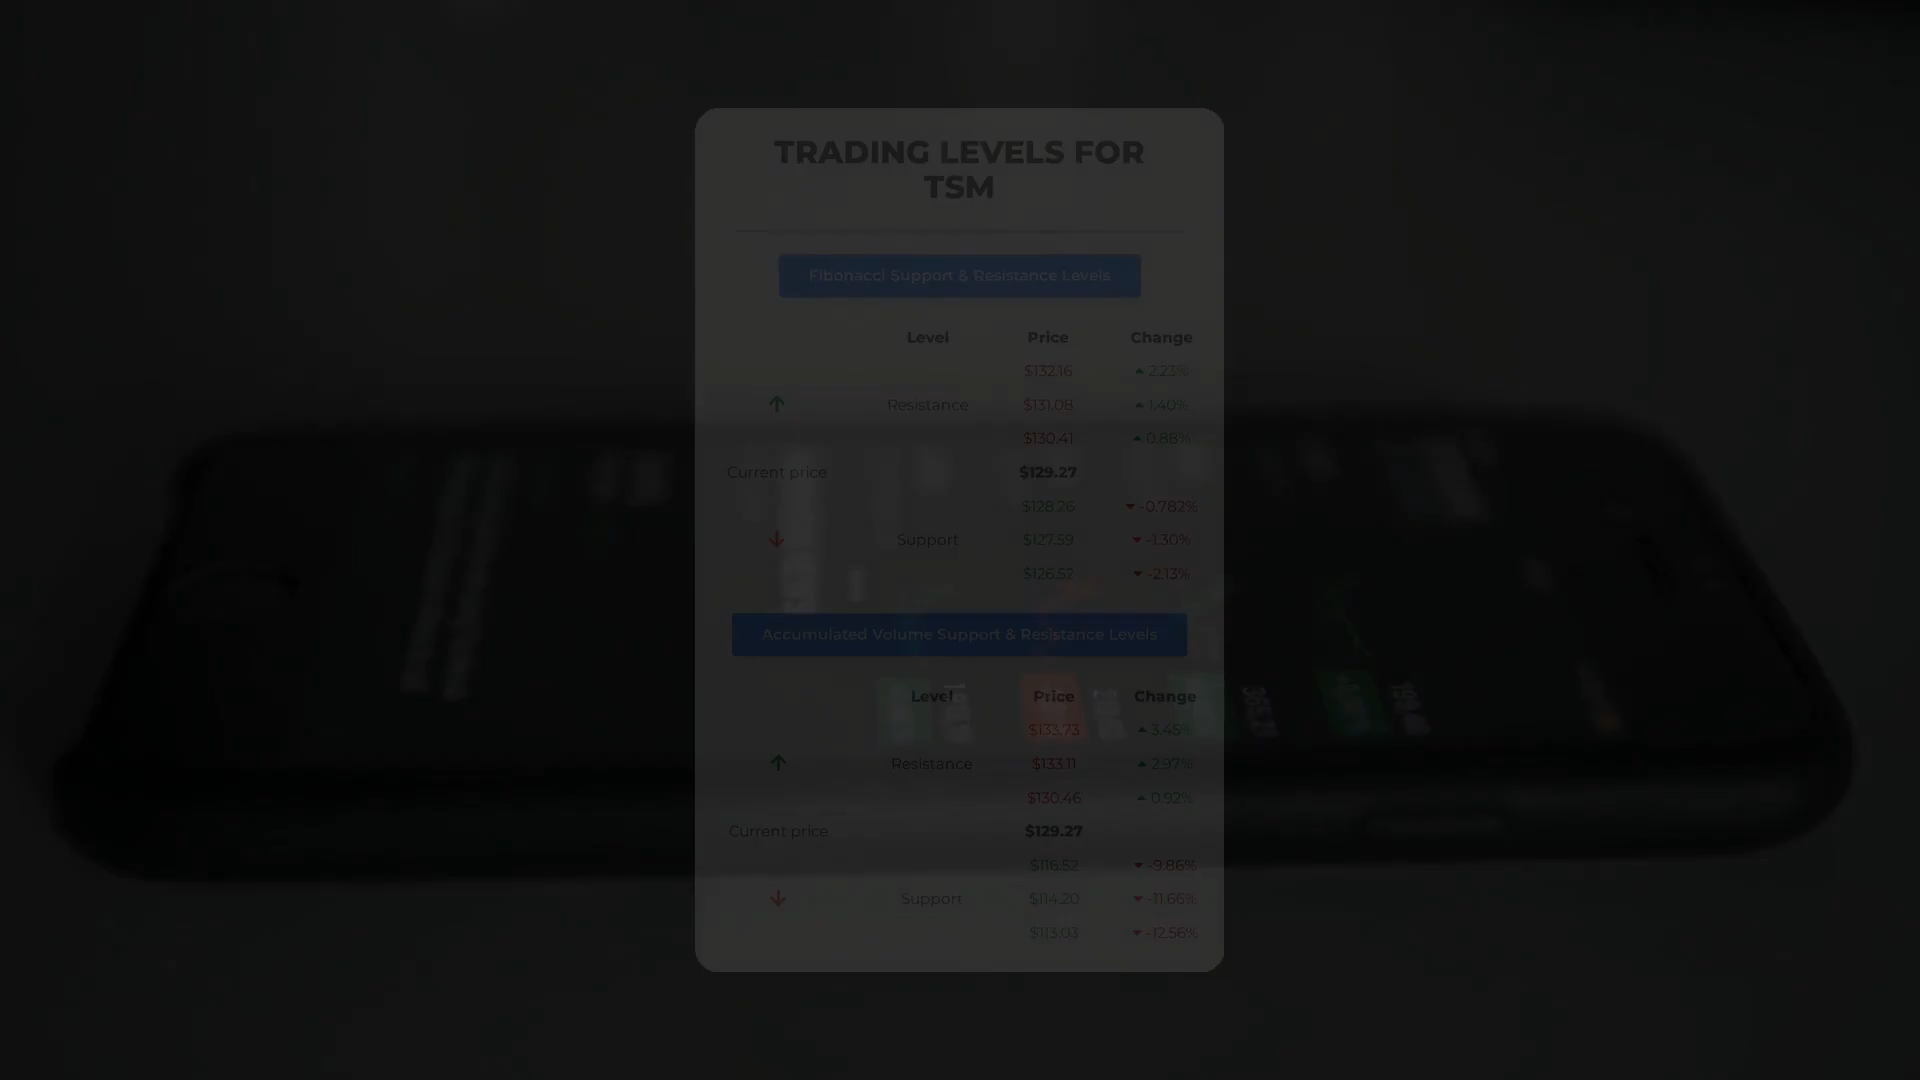 TRADING LEVELS FOR
TSM
Fibonacci Support & Resistance Levels
Level Price Change
$132.16 2.23%
Resistance $131.08 1.40%
$130.41 0.88%
Current price $129.27
$128.26 -0.782%
Support $127.59 -1.30%
$126.52 -2.13%
Accumulated Volume Support & Resistance Levels
Level Price Change
$133.73 3.45%
Resistance $133.11 2.97%
$130.46 0.92%
Current price $129.27
$116.52 -9.86%
Support $114.20 -11.66%
$113.03 -12.56%